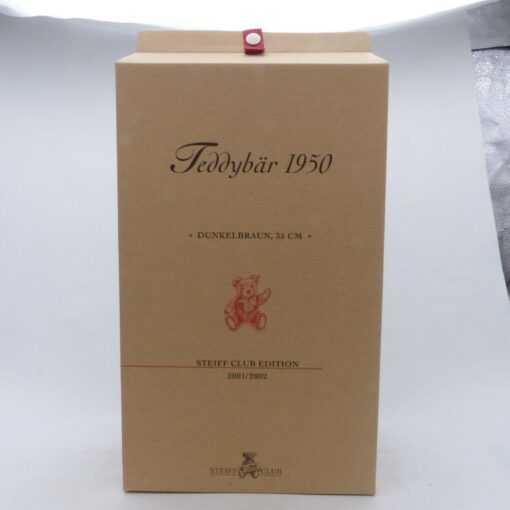 Teddybär 1950
• DUNKELBRAUN, 35 CM •
STEIFF CLUB EDITION
2001/2002
STEIFF CLUB